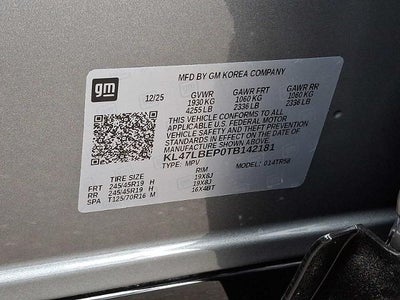 gm
MFD BY GM KOREA COMPANY
12/25 GVWR GAWR FRT GAWR RR
1930 KG 1060 KG 1060 KG
4255 LB 2336 LB 2336 LB
THIS VEHICLE CONFORMS TO ALL
APPLICABLE U.S. FEDERAL MOTOR
VEHICLE SAFETY AND THEFT PREVENTION
STANDARDS IN EFFECT ON THE DATE OF
MANUFACTURE SHOWN ABOVE.
KL47LBEP0TB142181
TYPE: MPV MODEL: 014TR58
TIRE SIZE RIM
FRT 245/45R19 H 19X8J
RR 245/45R19 H 19X8J
SPA T125/70R16 M 16X4BT